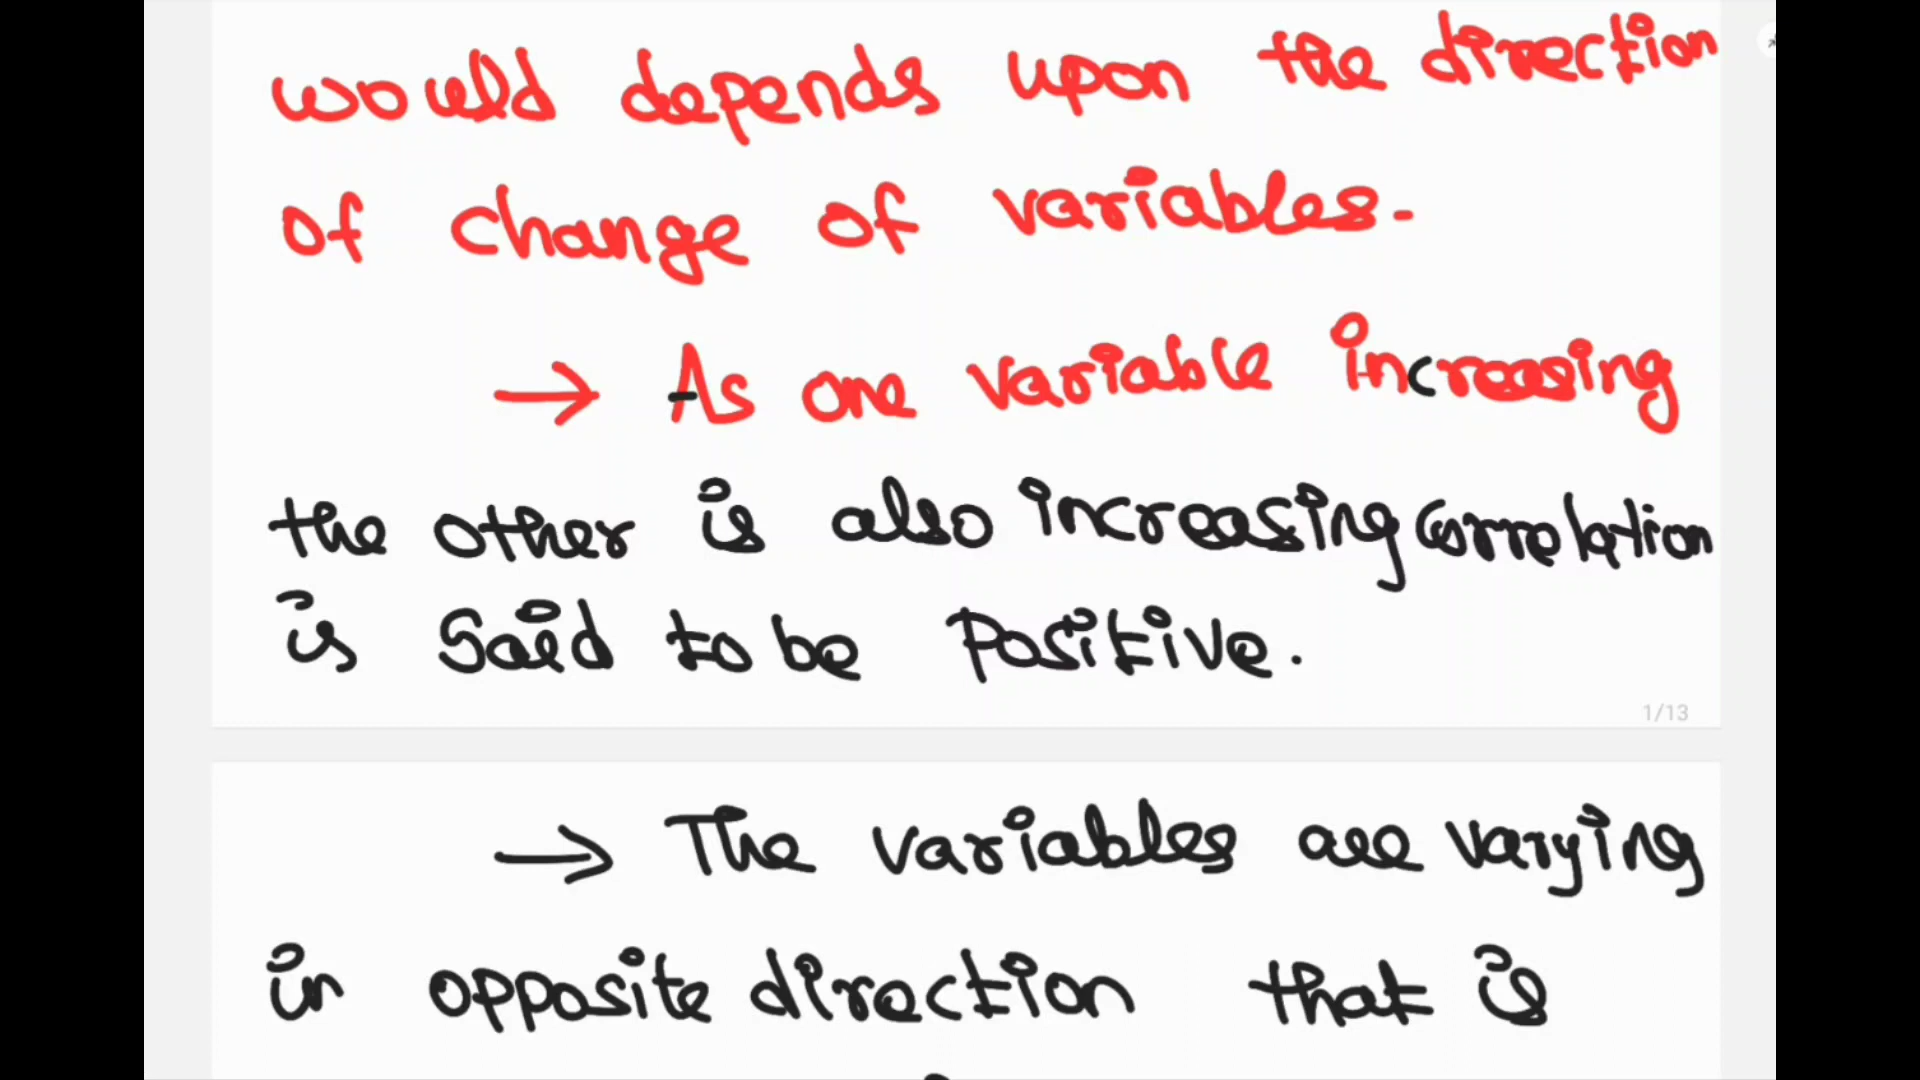 would depends upon the direction
of change of variables.
→ As one variable increasing
the other is also increasing correlation
is said to be positive.
1/13
→ The variables are varying
in opposite direction that is